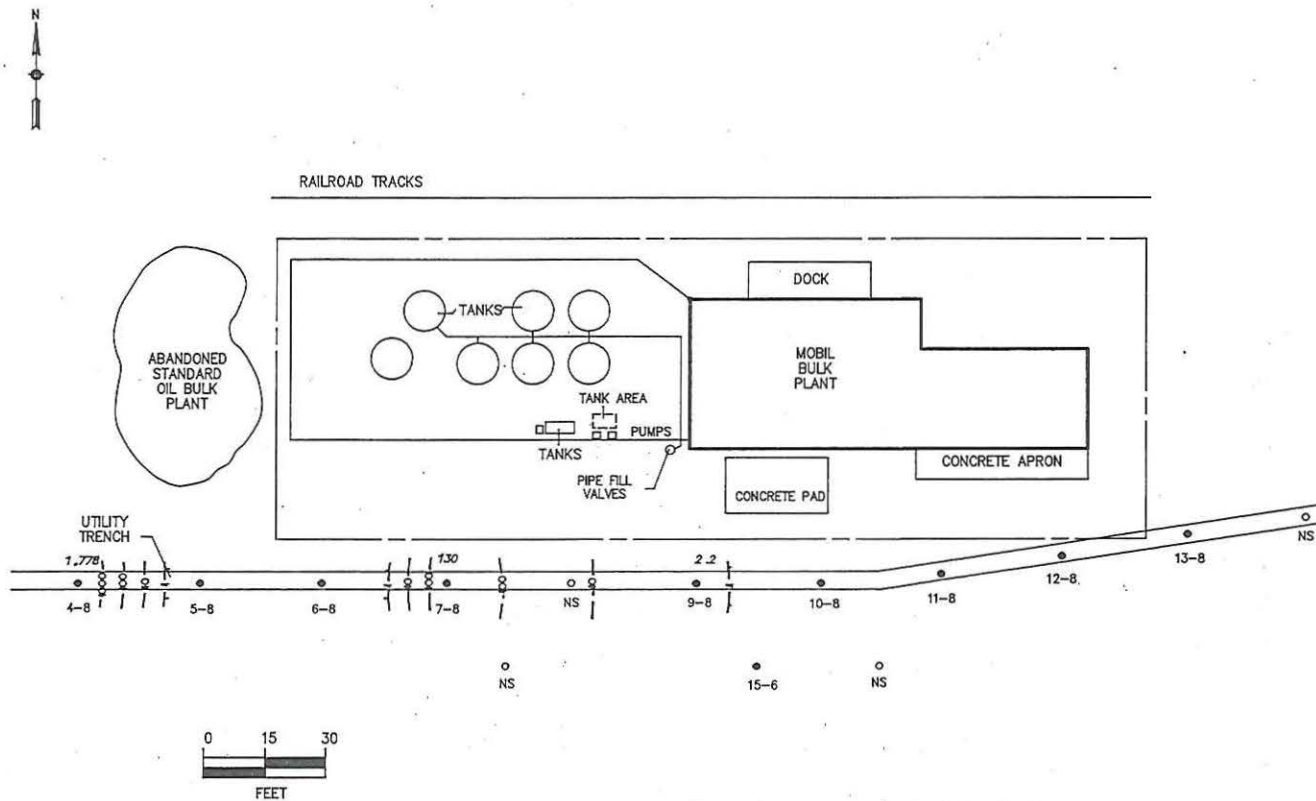 N
RAILROAD TRACKS
DOCK
TANKS
MOBIL
BULK
PLANT
ABANDONED
STANDARD
OIL BULK
PLANT
TANK AREA
PUMPS
TANKS
PIPE FILL
VALVES
CONCRETE APRON
CONCRETE PAD
UTILITY
TRENCH
1.778
130
2.2
NS
4-8
5-8
6-8
7-8
NS
9-8
10-8
11-8
12-8
13-8
NS
15-6
NS
0 15 30
FEET